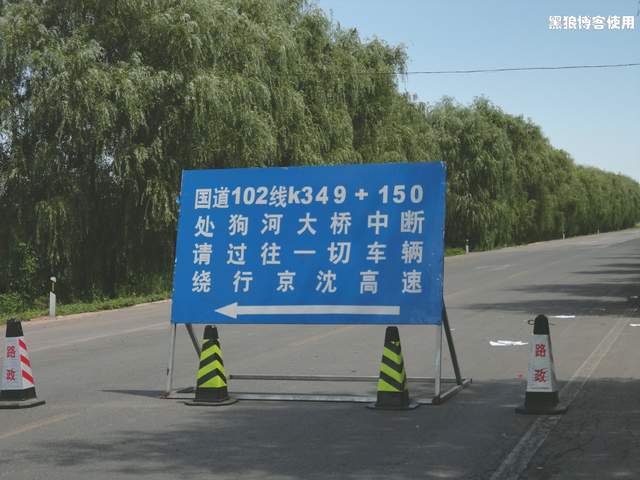 黑狼博客使用
国道102线k349+150
处狗河大桥中断
请过往一切车辆
绕行京沈高速
路政
路政